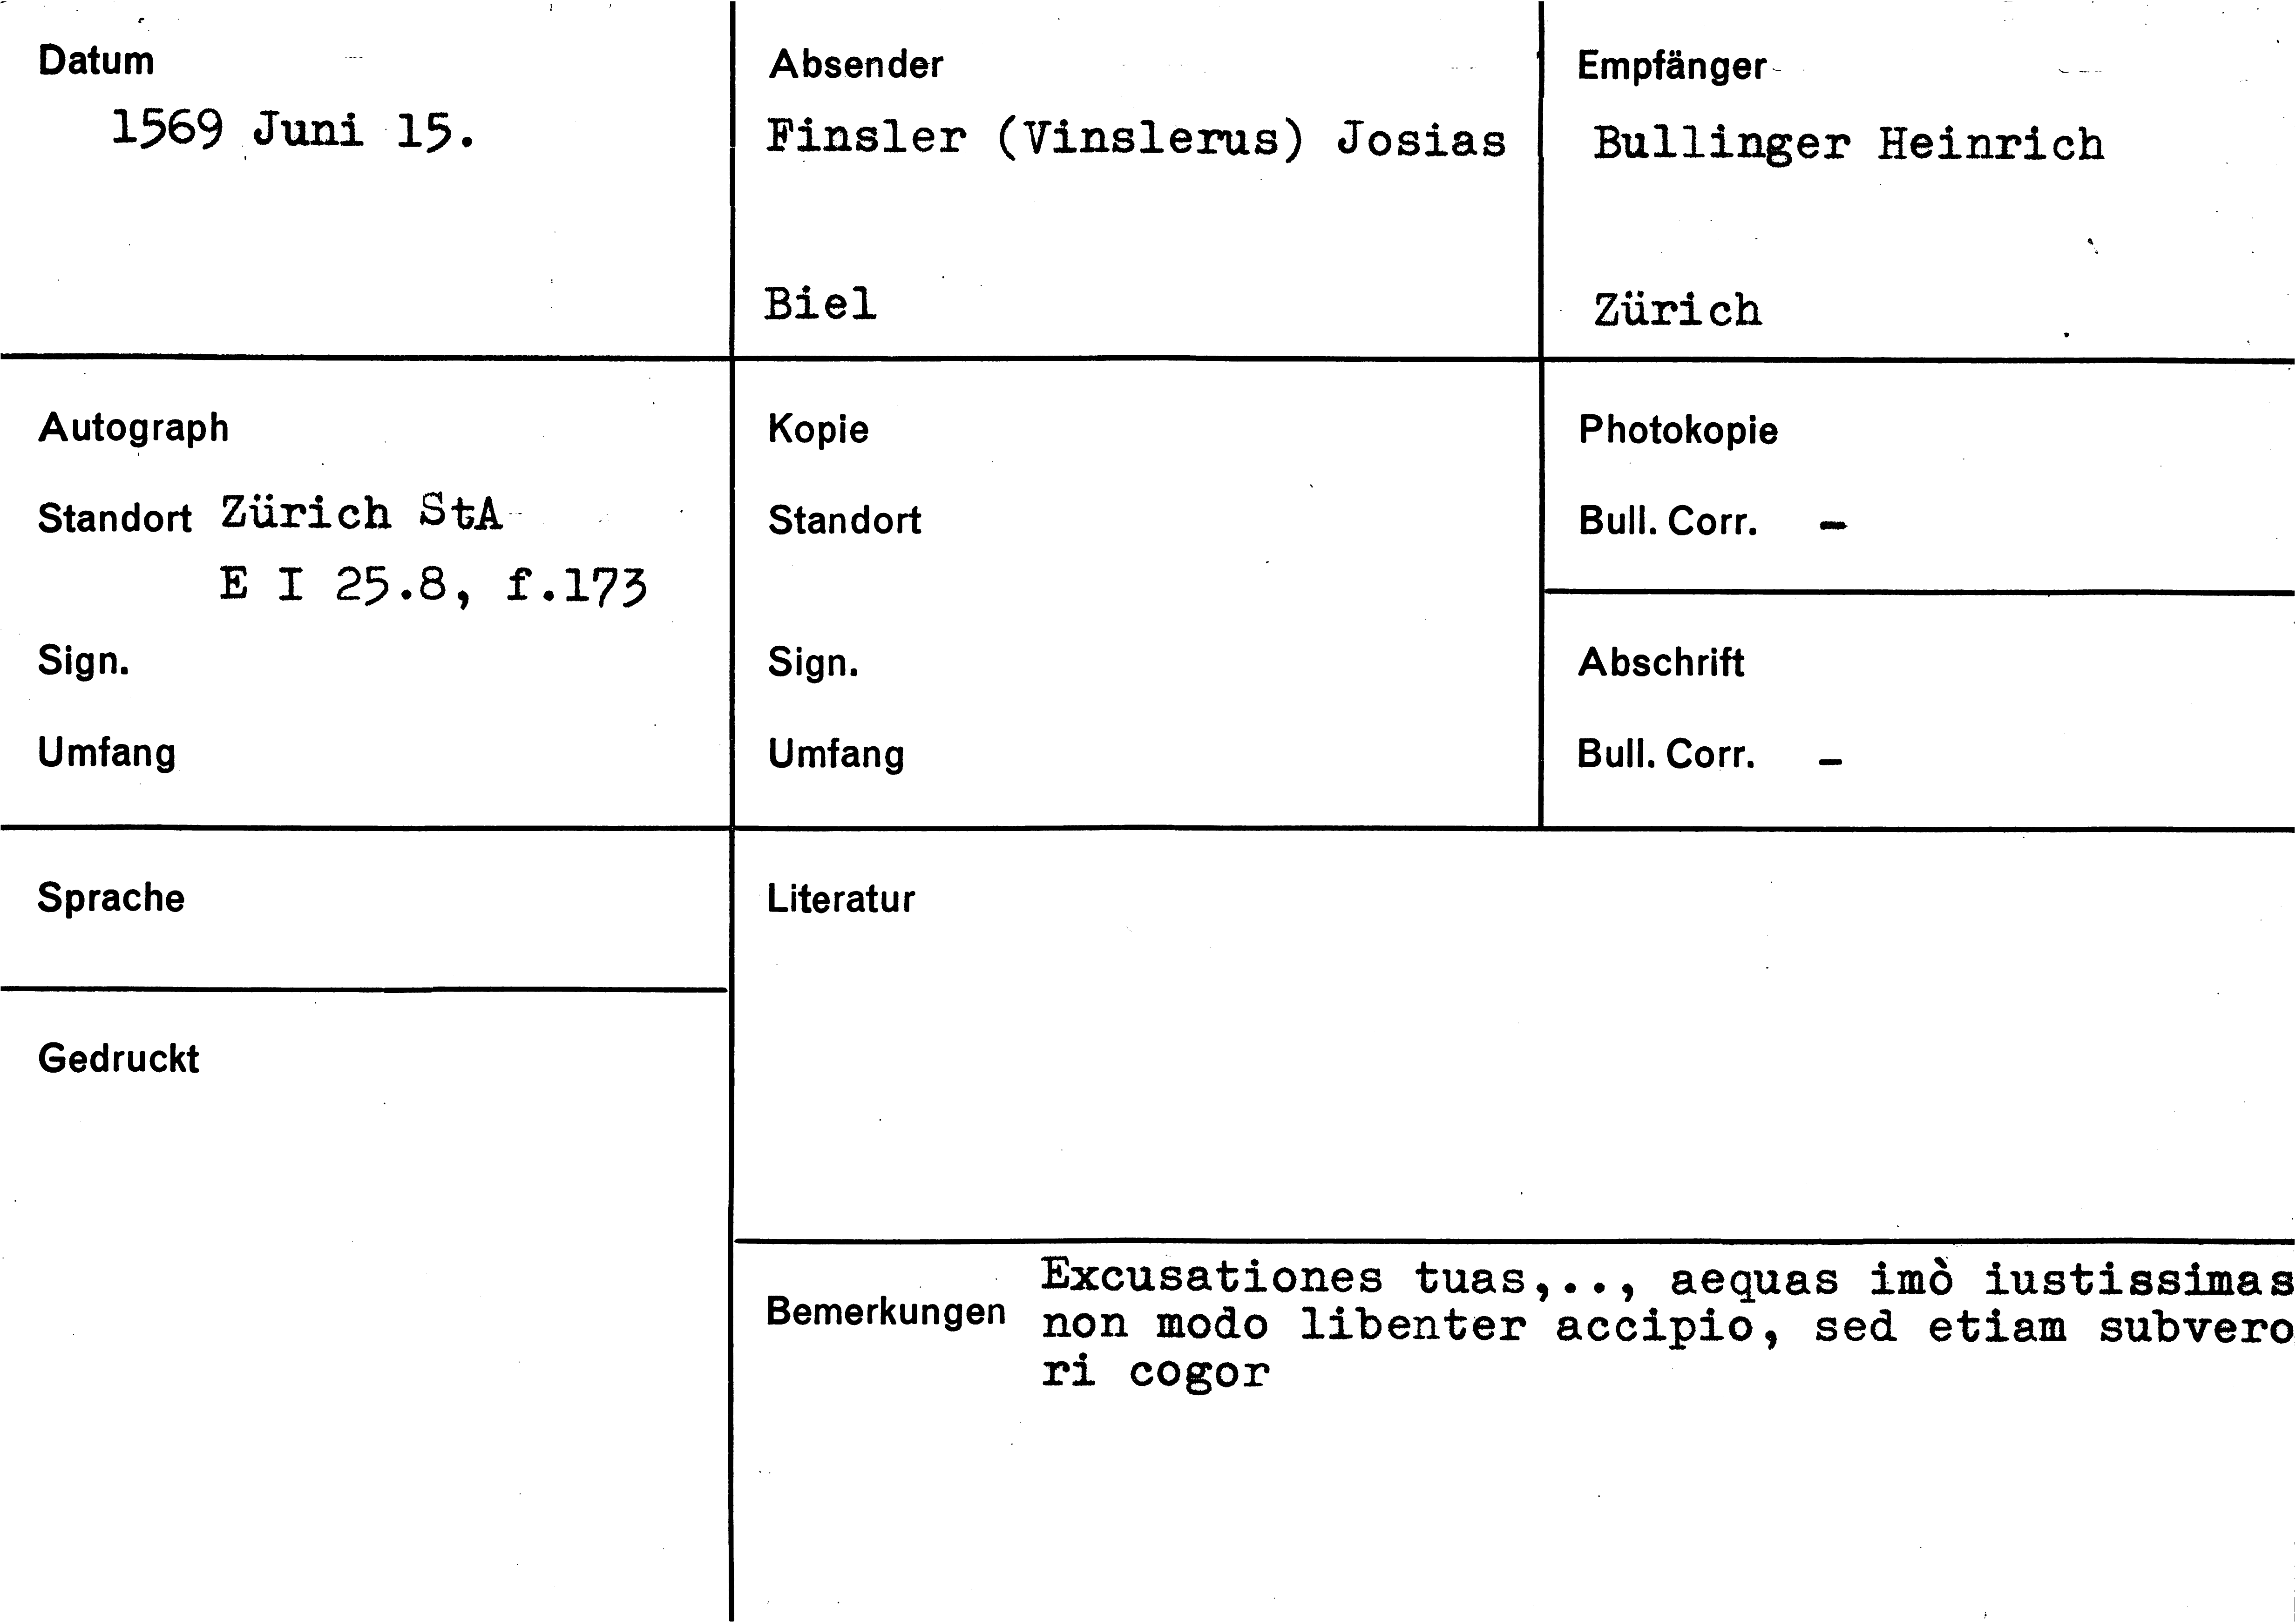 Datum
1569 Juni 15.
Absender
Finsler (Vinslerus) Josias
Biel
Empfänger
Bullinger Heinrich
Zürich
Autograph
Standort Zürich StA
E I 25.8, f.173
Sign.
Umfang
Kopie
Standort
Sign.
Umfang
Photokopie
Bull. Corr. -
Abschrift
Bull. Corr. -
Sprache
Gedruckt
Literatur
Bemerkungen
Excusationes tuas,.., aequas imò iustissimas
non modo libenter accipio, sed etiam subvero
ri cogor